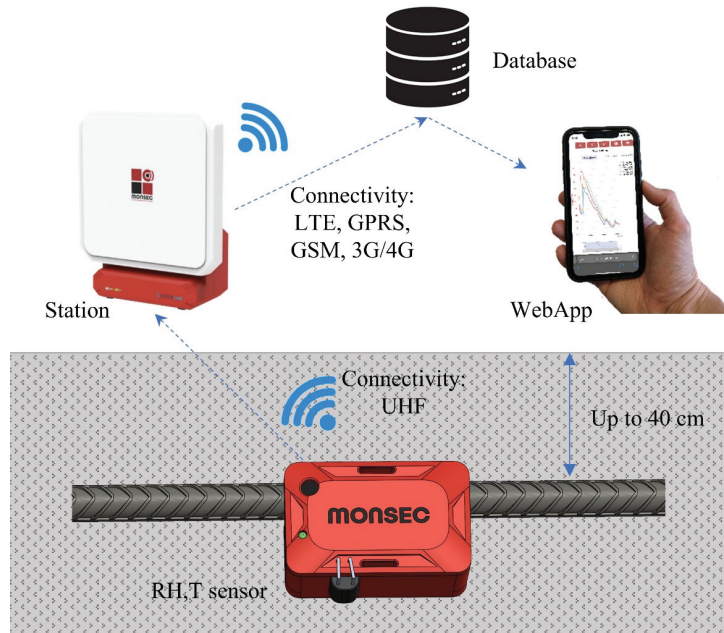 Database
monsec
Connectivity:
LTE, GPRS,
GSM, 3G/4G
Station
WebApp
Connectivity:
UHF
Up to 40 cm
monsec
RH,T sensor